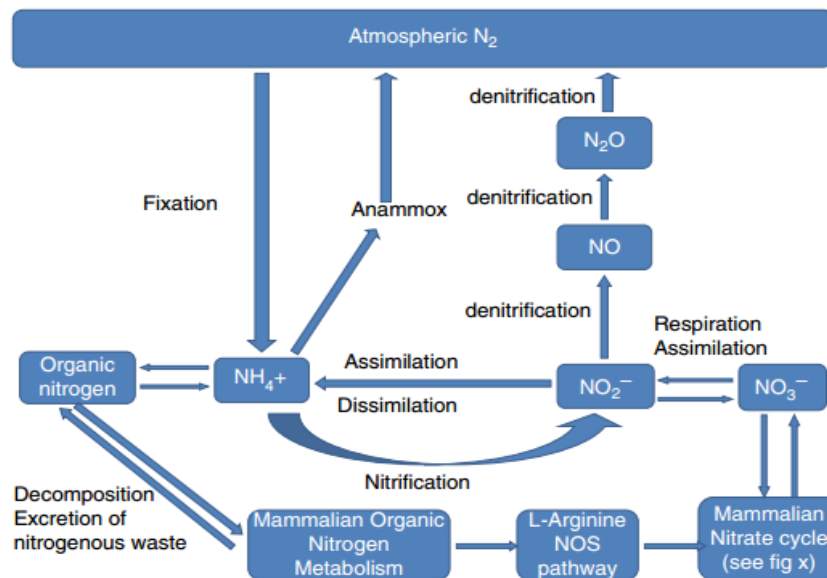 Atmospheric N₂
denitrification
N₂O
Fixation
Anammox
denitrification
NO
denitrification
Respiration
Assimilation
Organic
nitrogen
NH₄+
Assimilation
Dissimilation
NO₂⁻
NO₃⁻
Nitrification
Decomposition
Excretion of
nitrogenous waste
Mammalian Organic
Nitrogen
Metabolism
L-Arginine
NOS
pathway
Mammalian
Nitrate cycle
(see fig x)